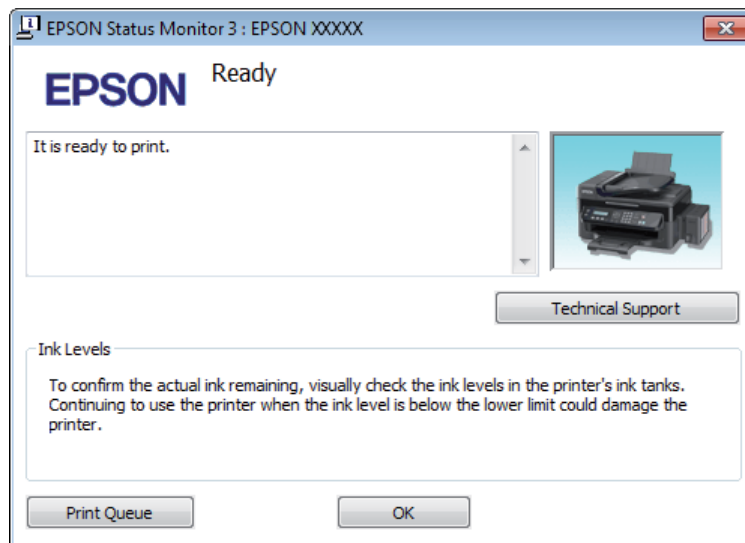 EPSON Status Monitor 3 : EPSON XXXXX
EPSON
Ready
It is ready to print.
Technical Support
Ink Levels
To confirm the actual ink remaining, visually check the ink levels in the printer's ink tanks.
Continuing to use the printer when the ink level is below the lower limit could damage the
printer.
Print Queue
OK